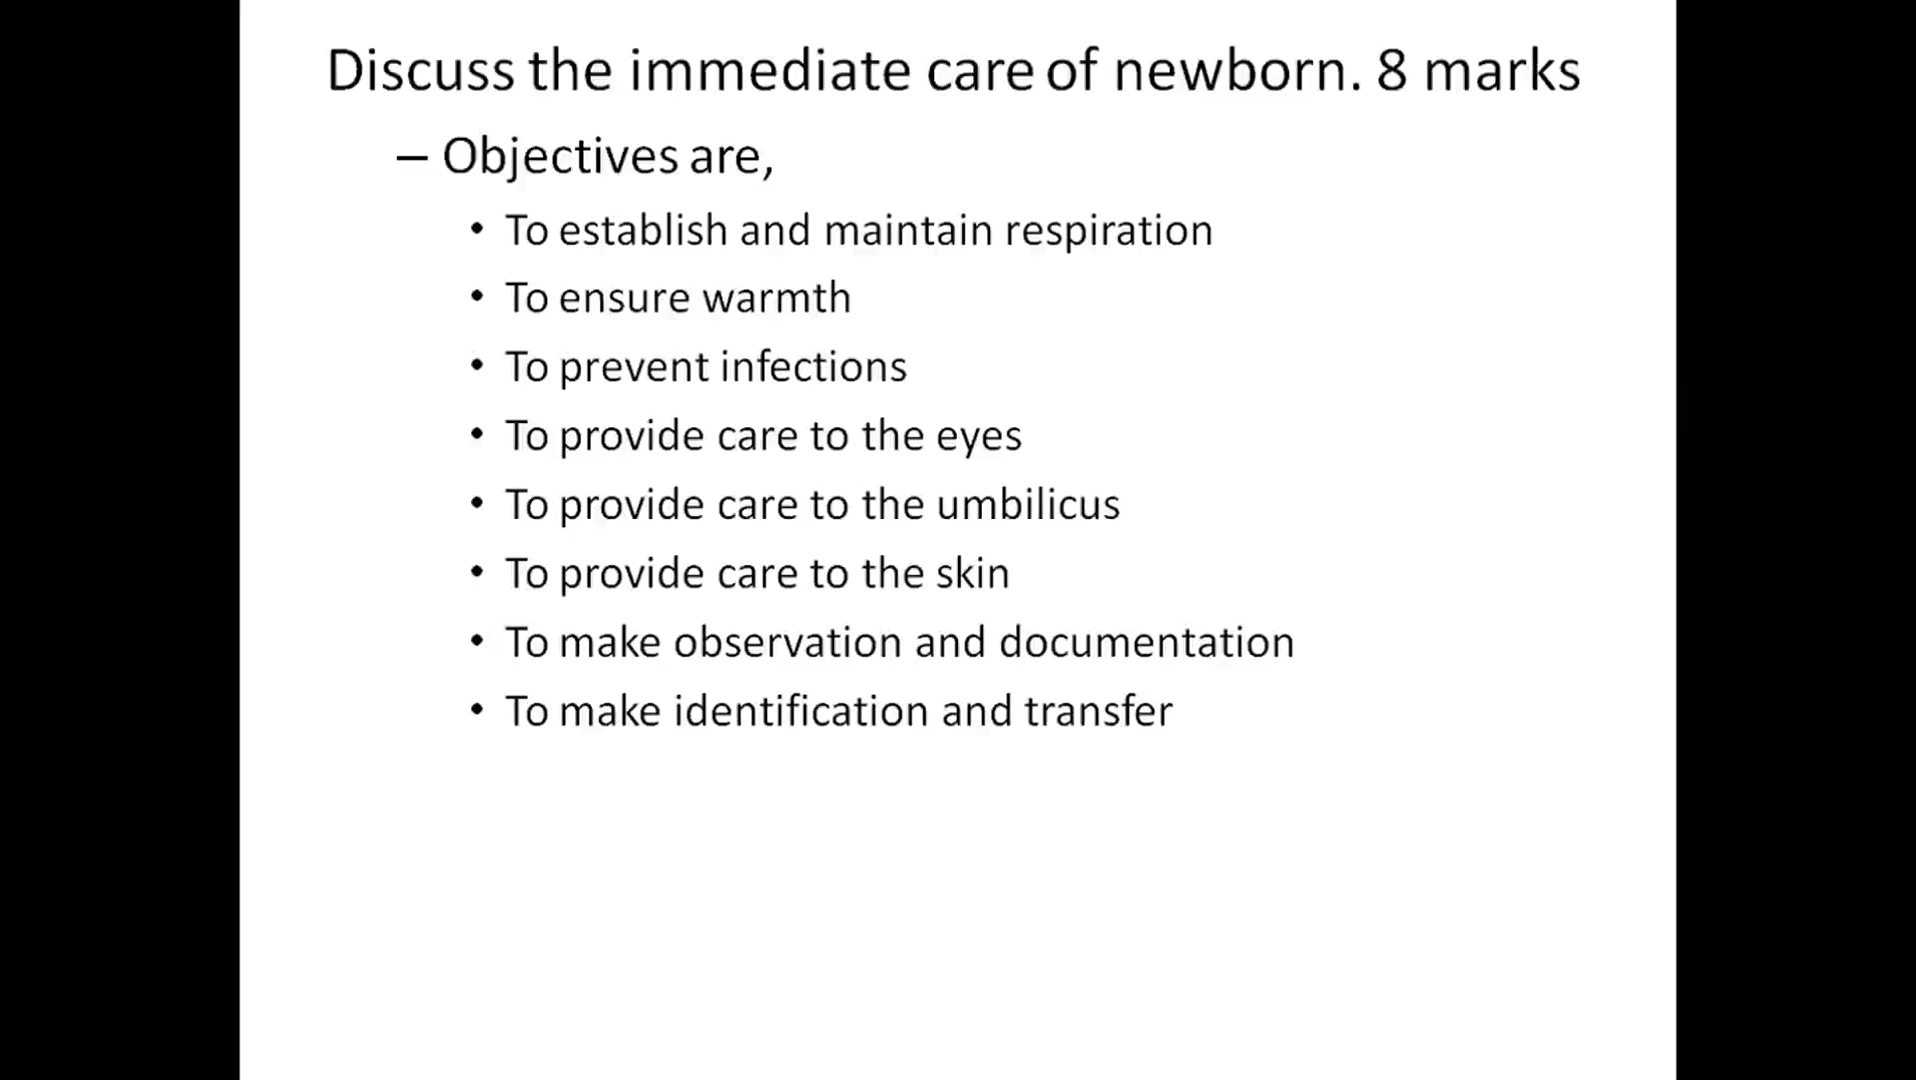 Discuss the immediate care of newborn. 8 marks
– Objectives are,
• To establish and maintain respiration
• To ensure warmth
• To prevent infections
• To provide care to the eyes
• To provide care to the umbilicus
• To provide care to the skin
• To make observation and documentation
• To make identification and transfer